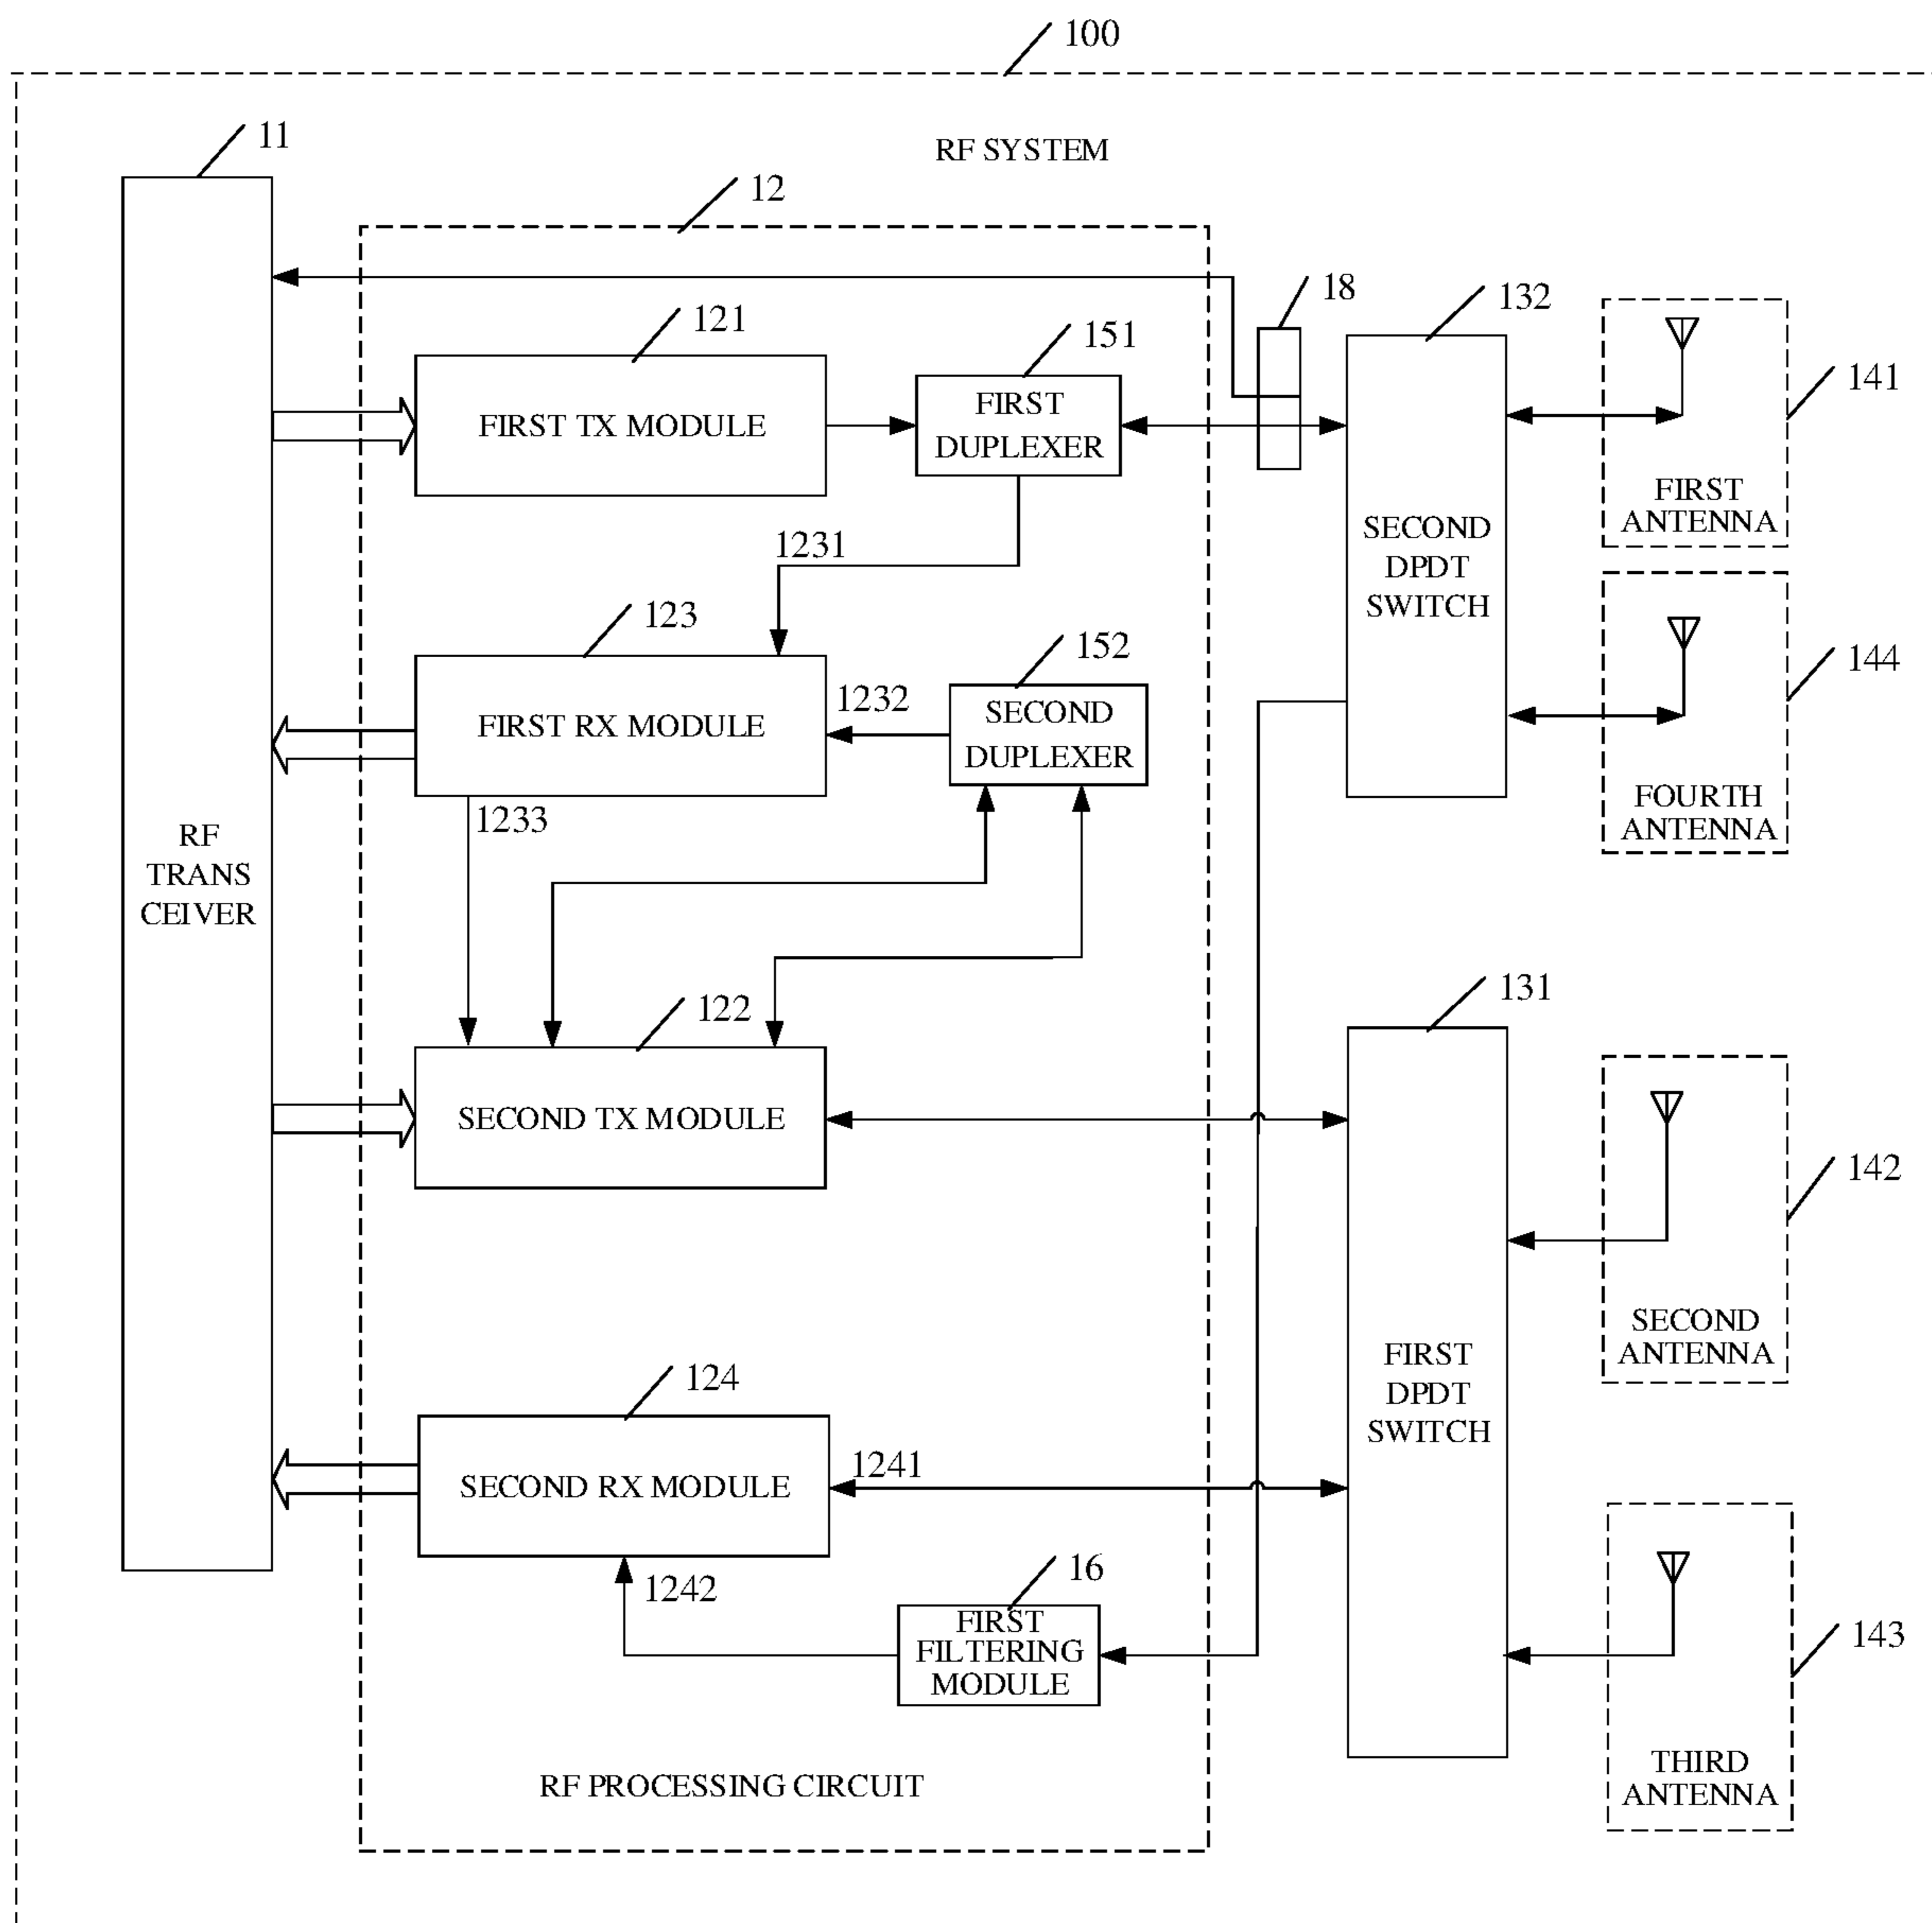 100
RF SYSTEM
11
12
18
132
121
151
141
FIRST TX MODULE
FIRST
DUPLEXER
FIRST
ANTENNA
SECOND
DPDT
SWITCH
1231
123
152
144
1232
FIRST RX MODULE
SECOND
DUPLEXER
FOURTH
ANTENNA
1233
RF
TRANS
CEIVER
122
131
SECOND TX MODULE
142
SECOND
ANTENNA
FIRST
DPDT
SWITCH
124
1241
SECOND RX MODULE
1242
16
FIRST
FILTERING
MODULE
143
THIRD
ANTENNA
RF PROCESSING CIRCUIT